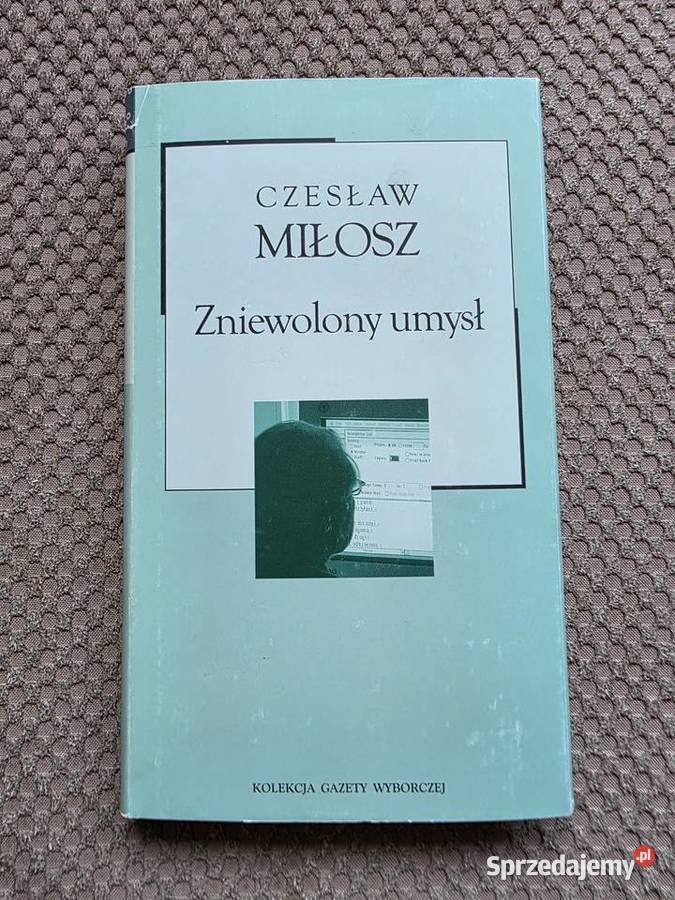 CZESŁAW
MIŁOSZ
Zniewolony umysł
KOLEKCJA GAZETY WYBORCZEJ
Sprzedajemy.pl